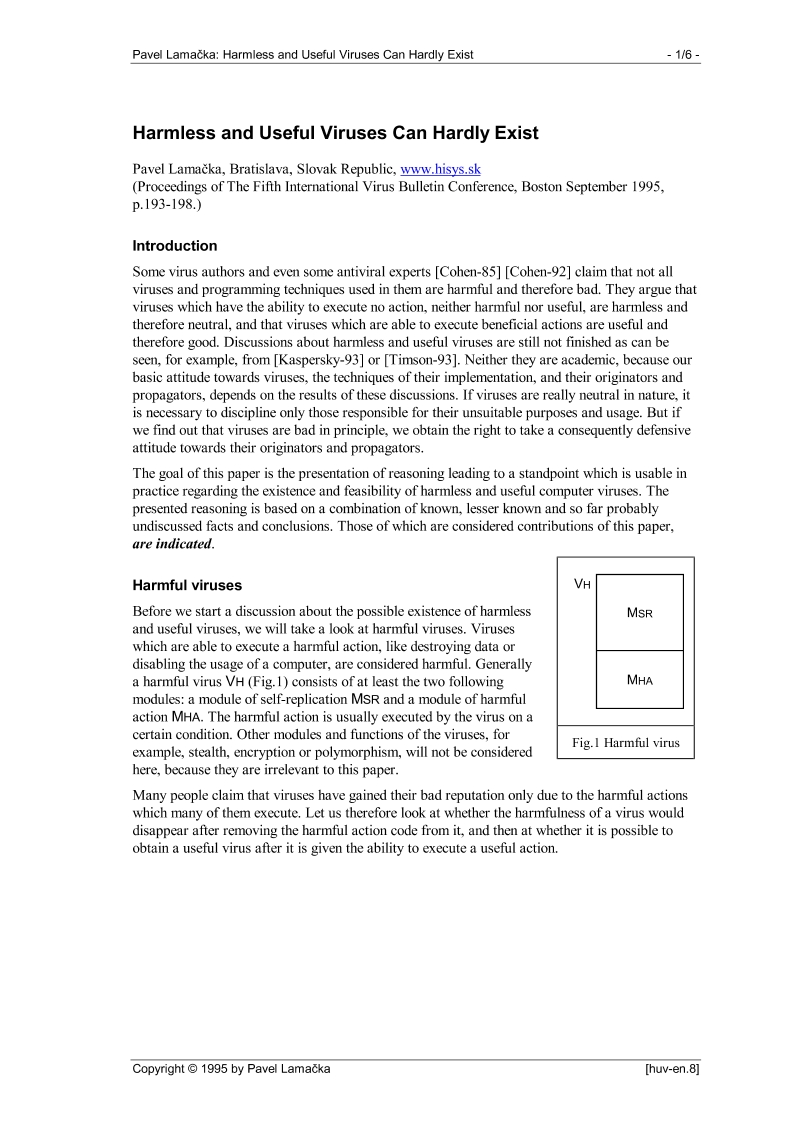 Pavel Lamačka: Harmless and Useful Viruses Can Hardly Exist - 1/6 -
Harmless and Useful Viruses Can Hardly Exist
Pavel Lamačka, Bratislava, Slovak Republic, www.hisys.sk
(Proceedings of The Fifth International Virus Bulletin Conference, Boston September 1995,
p.193-198.)
Introduction
Some virus authors and even some antiviral experts [Cohen-85] [Cohen-92] claim that not all
viruses and programming techniques used in them are harmful and therefore bad. They argue that
viruses which have the ability to execute no action, neither harmful nor useful, are harmless and
therefore neutral, and that viruses which are able to execute beneficial actions are useful and
therefore good. Discussions about harmless and useful viruses are still not finished as can be
seen, for example, from [Kaspersky-93] or [Timson-93]. Neither they are academic, because our
basic attitude towards viruses, the techniques of their implementation, and their originators and
propagators, depends on the results of these discussions. If viruses are really neutral in nature, it
is necessary to discipline only those responsible for their unsuitable purposes and usage. But if
we find out that viruses are bad in principle, we obtain the right to take a consequently defensive
attitude towards their originators and propagators.
The goal of this paper is the presentation of reasoning leading to a standpoint which is usable in
practice regarding the existence and feasibility of harmless and useful computer viruses. The
presented reasoning is based on a combination of known, lesser known and so far probably
undiscussed facts and conclusions. Those of which are considered contributions of this paper,
are indicated.
Harmful viruses
Before we start a discussion about the possible existence of harmless
and useful viruses, we will take a look at harmful viruses. Viruses
which are able to execute a harmful action, like destroying data or
disabling the usage of a computer, are considered harmful. Generally
a harmful virus VH (Fig.1) consists of at least the two following
modules: a module of self-replication MSR and a module of harmful
action MHA. The harmful action is usually executed by the virus on a
certain condition. Other modules and functions of the viruses, for
example, stealth, encryption or polymorphism, will not be considered
here, because they are irrelevant to this paper.
VH
MSR
MHA
Fig.1 Harmful virus
Many people claim that viruses have gained their bad reputation only due to the harmful actions
which many of them execute. Let us therefore look at whether the harmfulness of a virus would
disappear after removing the harmful action code from it, and then at whether it is possible to
obtain a useful virus after it is given the ability to execute a useful action.
Copyright © 1995 by Pavel Lamačka [huv-en.8]